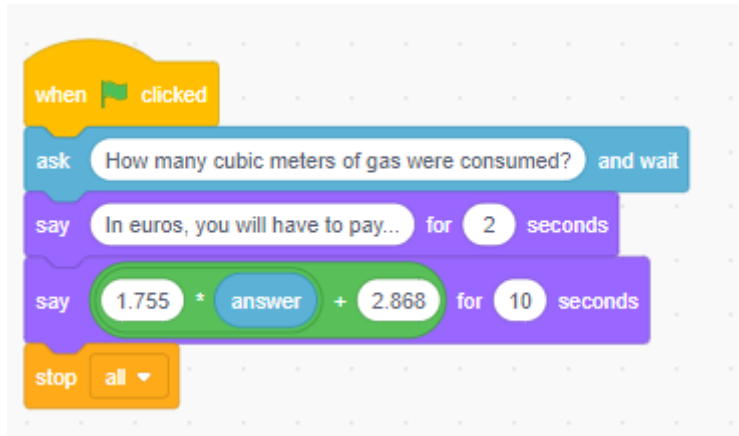 when clicked
ask How many cubic meters of gas were consumed? and wait
say In euros, you will have to pay... for 2 seconds
say 1.755 * answer + 2.868 for 10 seconds
stop all